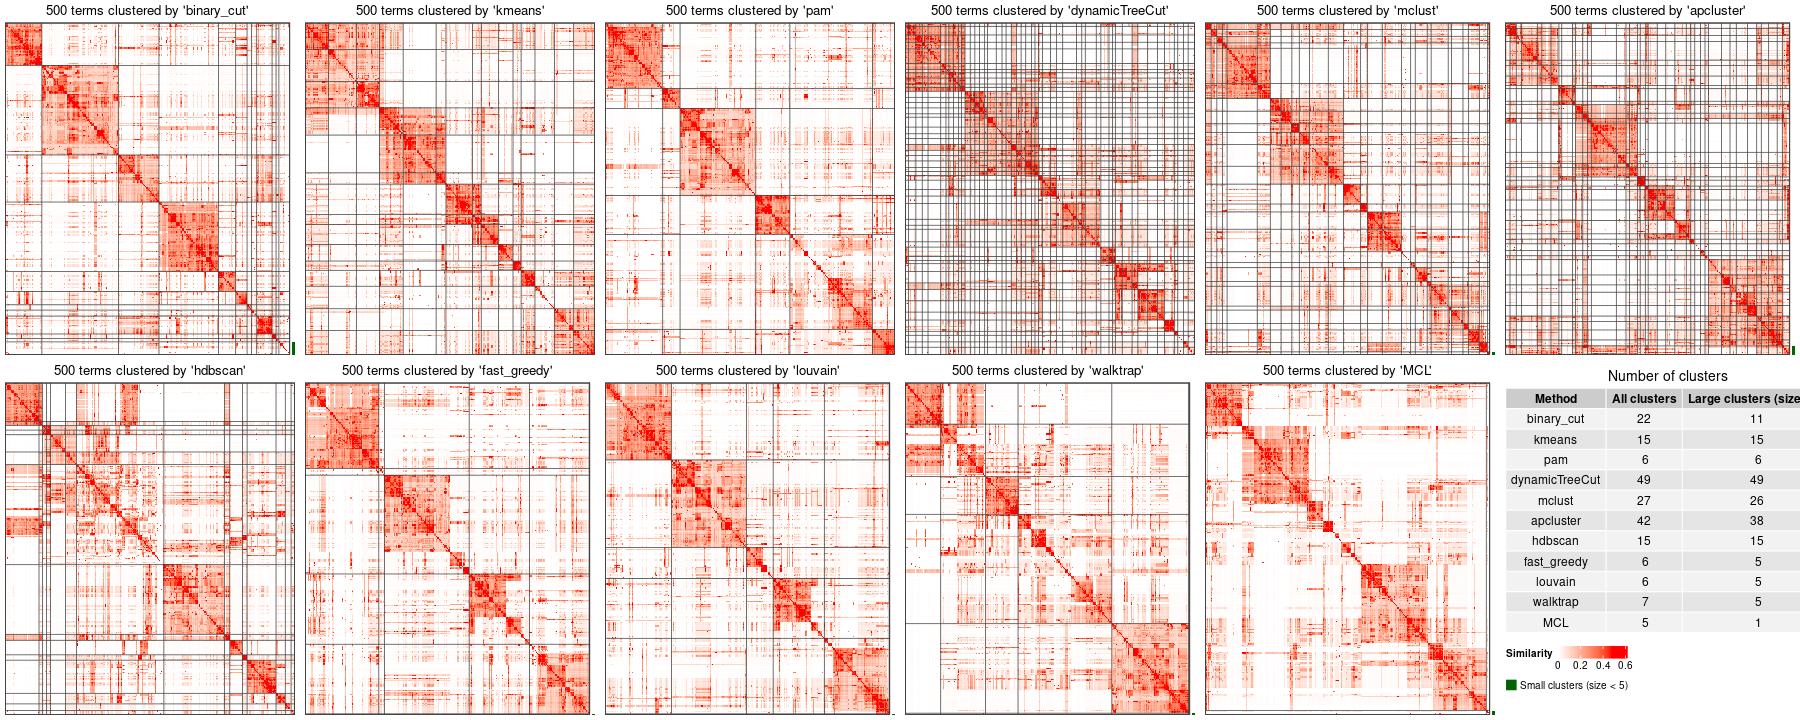 500 terms clustered by 'binary_cut'
500 terms clustered by 'kmeans'
500 terms clustered by 'pam'
500 terms clustered by 'dynamicTreeCut'
500 terms clustered by 'mclust'
500 terms clustered by 'apcluster'
500 terms clustered by 'hdbscan'
500 terms clustered by 'fast_greedy'
500 terms clustered by 'louvain'
500 terms clustered by 'walktrap'
500 terms clustered by 'MCL'
Number of clusters
Method All clusters Large clusters (size
binary_cut 22 11
kmeans 15 15
pam 6 6
dynamicTreeCut 49 49
mclust 27 26
apcluster 42 38
hdbscan 15 15
fast_greedy 6 5
louvain 6 5
walktrap 7 5
MCL 5 1
Similarity
0 0.2 0.4 0.6
Small clusters (size < 5)